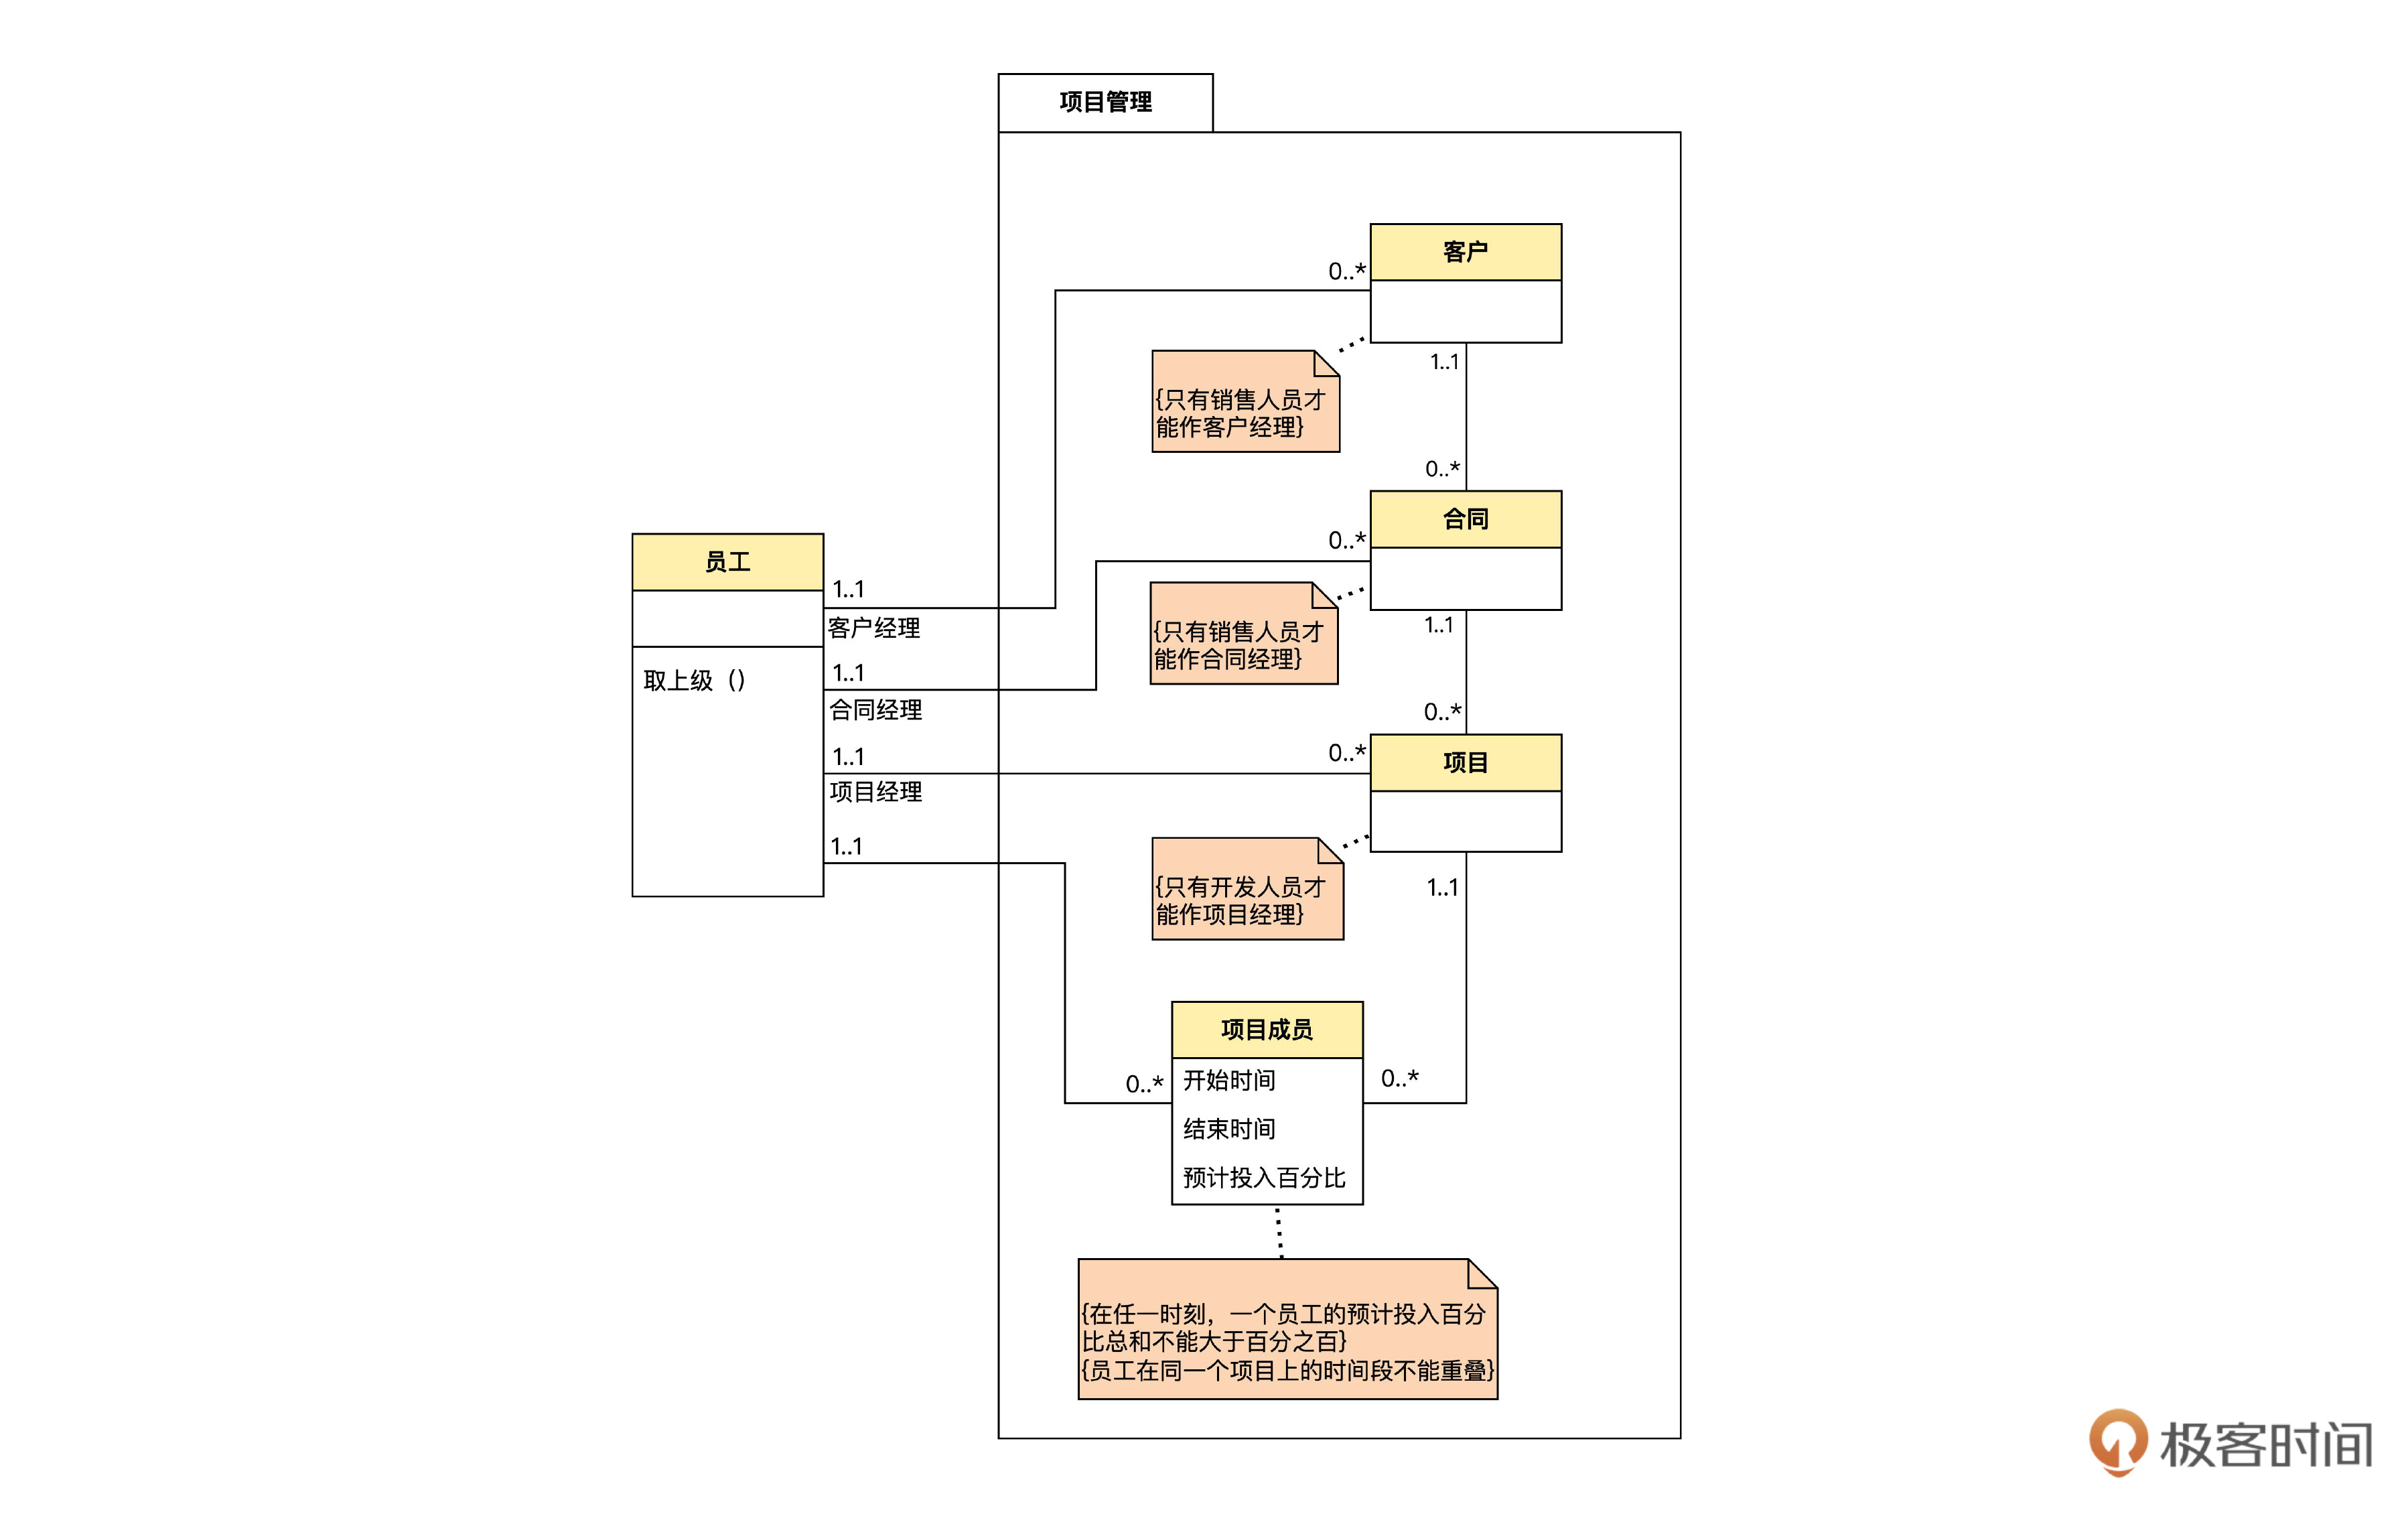 项目管理
客户
0..*
1..1
{只有销售人员才
能作客户经理}
0..*
合同
0..*
员工
1..1
客户经理
{只有销售人员才
能作合同经理}
1..1
取上级（）
1..1
合同经理
0..*
项目
1..1
0..*
项目经理
1..1
{只有开发人员才
能作项目经理}
1..1
项目成员
0..*
0..*
开始时间
结束时间
预计投入百分比
{在任一时刻，一个员工的预计投入百分
比总和不能大于百分之百}
{员工在同一个项目上的时间段不能重叠}
极客时间